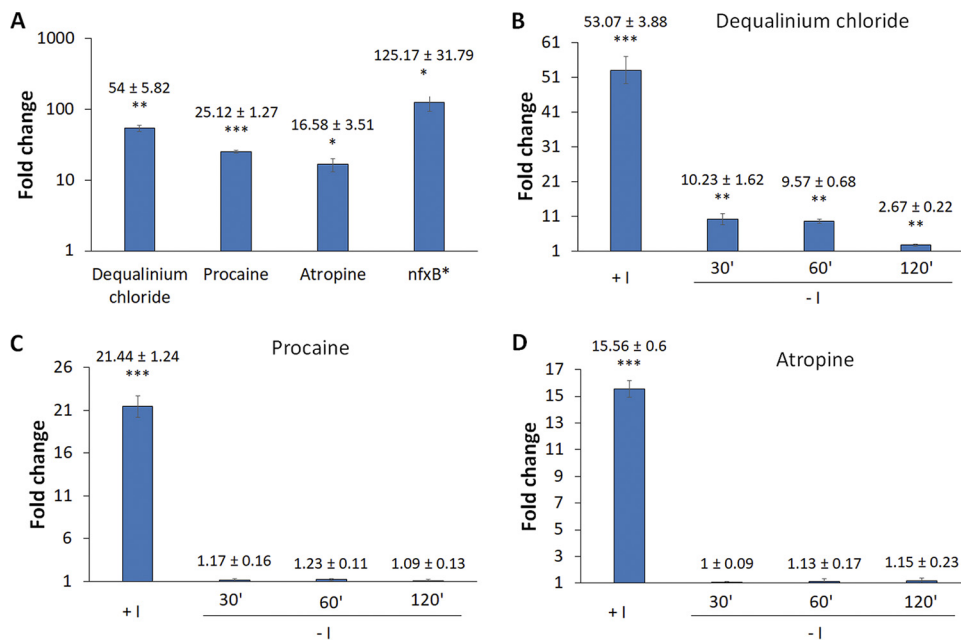 A
Fold change
1000
100
10
1
54 ± 5.82
**
25.12 ± 1.27
***
16.58 ± 3.51
*
125.17 ± 31.79
*
Dequalinium
chloride
Procaine
Atropine
nfxB*
B
Dequalinium chloride
Fold change
61
51
41
31
21
11
1
53.07 ± 3.88
***
10.23 ± 1.62
**
9.57 ± 0.68
**
2.67 ± 0.22
**
+ I
30'
60'
120'
- I
C
Procaine
Fold change
26
21
16
11
6
1
21.44 ± 1.24
***
1.17 ± 0.16
1.23 ± 0.11
1.09 ± 0.13
+ I
30'
60'
120'
- I
D
Atropine
Fold change
17
15
13
11
9
7
5
3
1
15.56 ± 0.6
***
1 ± 0.09
1.13 ± 0.17
1.15 ± 0.23
+ I
30'
60'
120'
- I